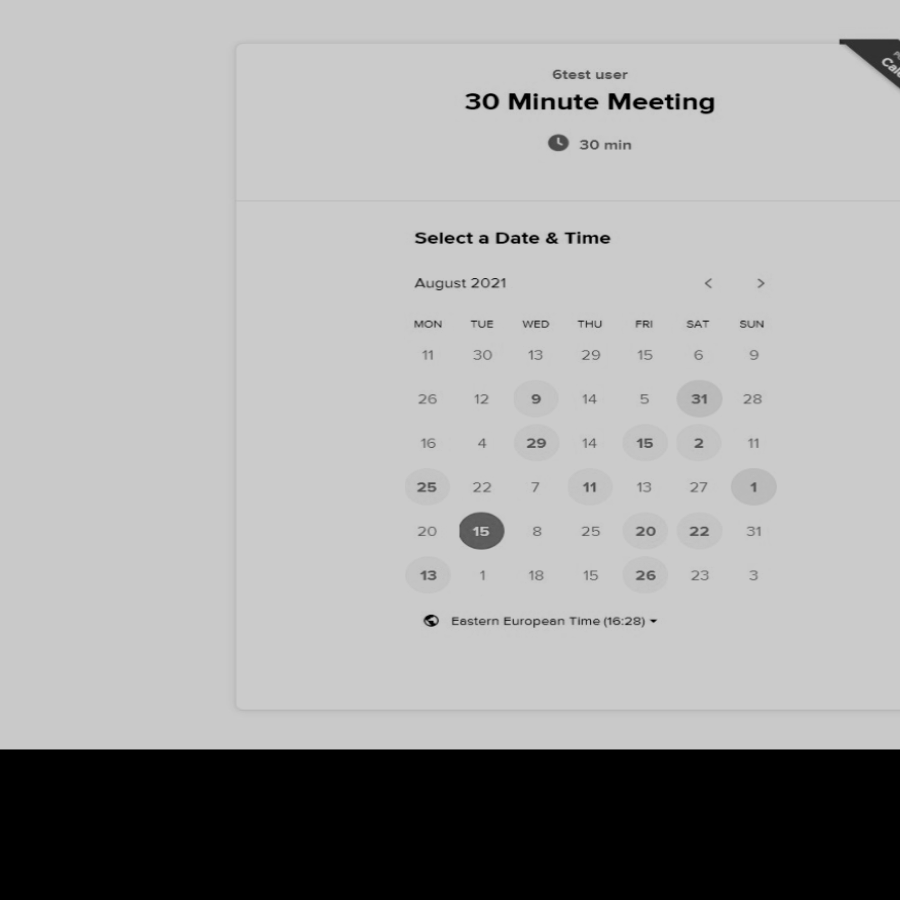 6test user
30 Minute Meeting
30 min
Select a Date & Time
August 2021
MON TUE WED THU FRI SAT SUN
11 30 13 29 15 6 9
26 12 9 14 5 31 28
16 4 29 14 15 2 11
25 22 7 11 13 27 1
20 15 8 25 20 22 31
13 1 18 15 26 23 3
Eastern European Time (16:28)